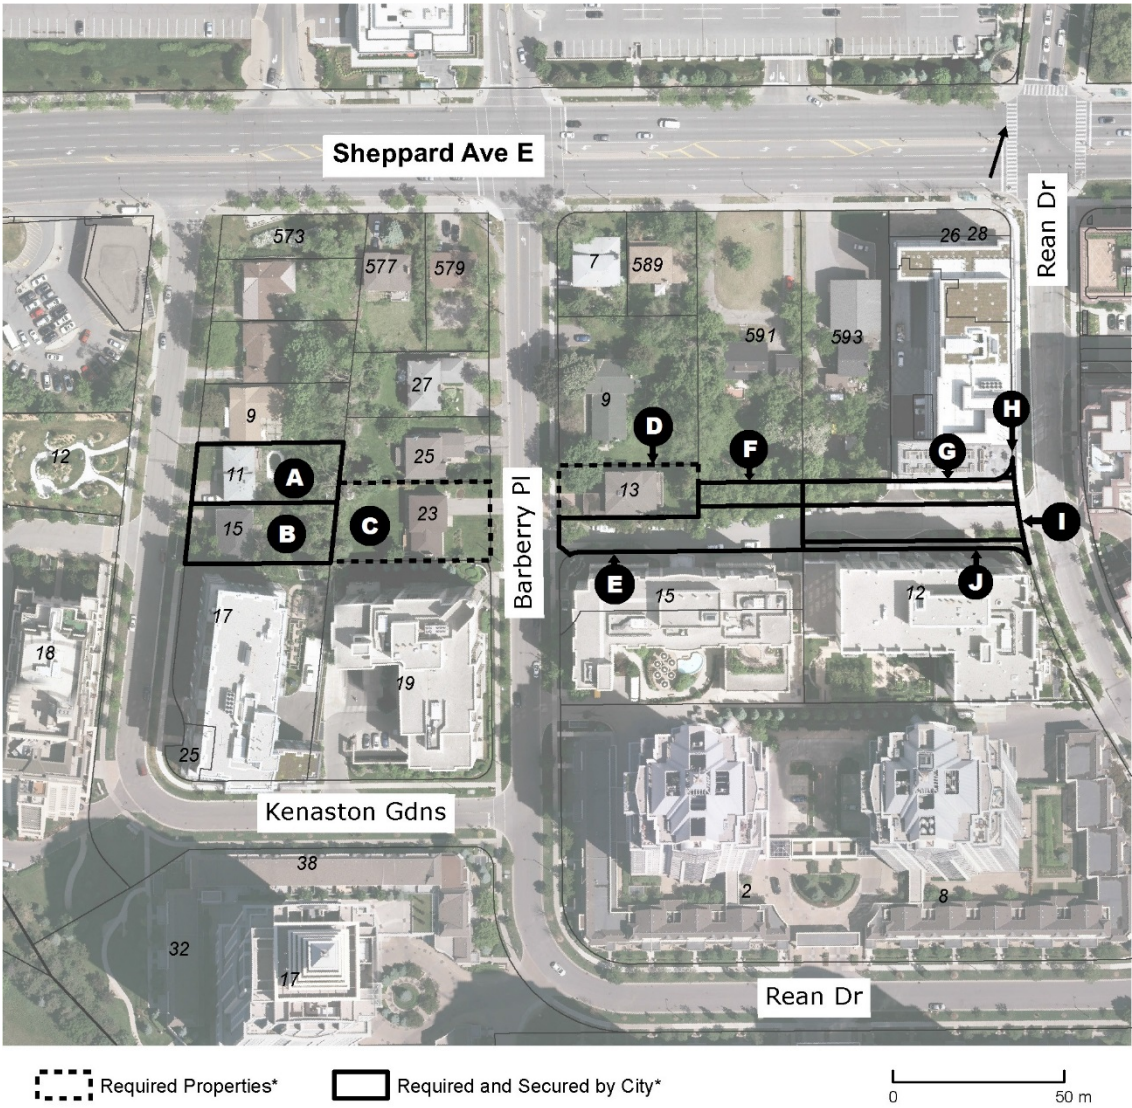 Sheppard Ave E
Rean Dr
573
577
579
7
589
26 28
591
593
27
9
9
D
H
12
11
A
25
F
G
13
15
B
C
23
I
Barberry Pl
E
J
15
12
17
18
19
25
Kenaston Gdns
38
2
8
32
17
Rean Dr
Required Properties*
Required and Secured by City*
0
50 m